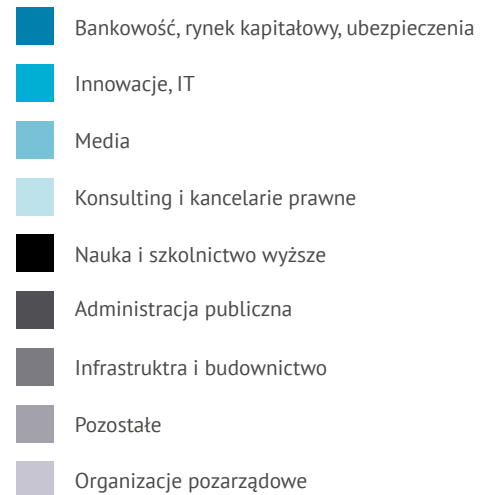 Bankowość, rynek kapitałowy, ubezpieczenia
Innowacje, IT
Media
Konsulting i kancelarie prawne
Nauka i szkolnictwo wyższe
Administracja publiczna
Infrastruktra i budownictwo
Pozostałe
Organizacje pozarządowe